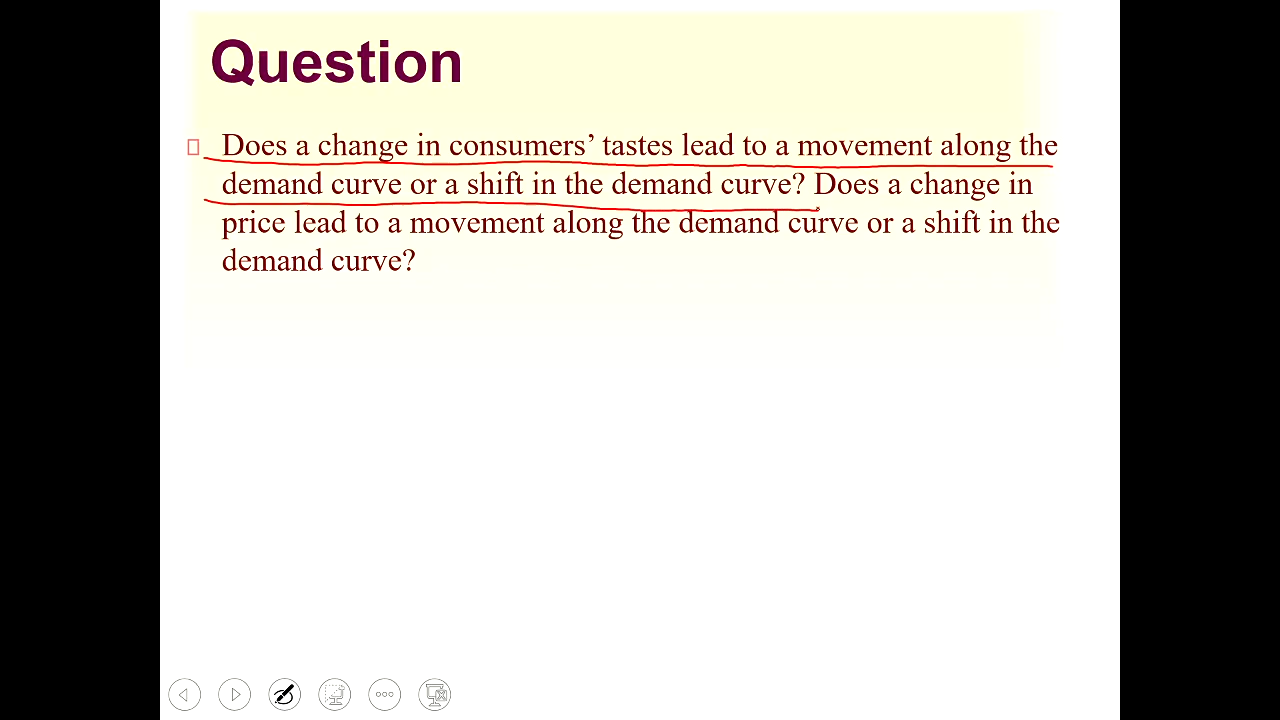 Question
Does a change in consumers’ tastes lead to a movement along the
demand curve or a shift in the demand curve? Does a change in
price lead to a movement along the demand curve or a shift in the
demand curve?